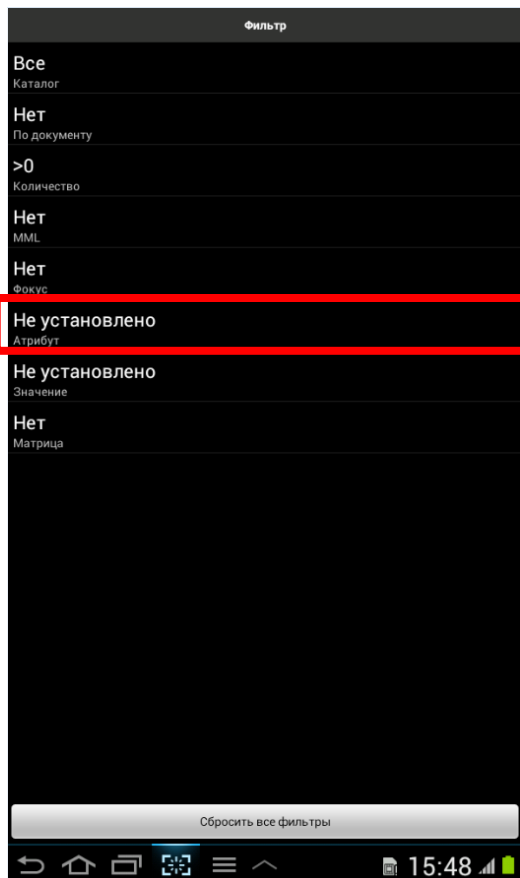 Фильтр
Все
Каталог
Нет
По документу
>0
Количество
Нет
MML
Нет
Фокус
Не установлено
Атрибут
Не установлено
Значение
Нет
Матрица
Сбросить все фильтры
15:48